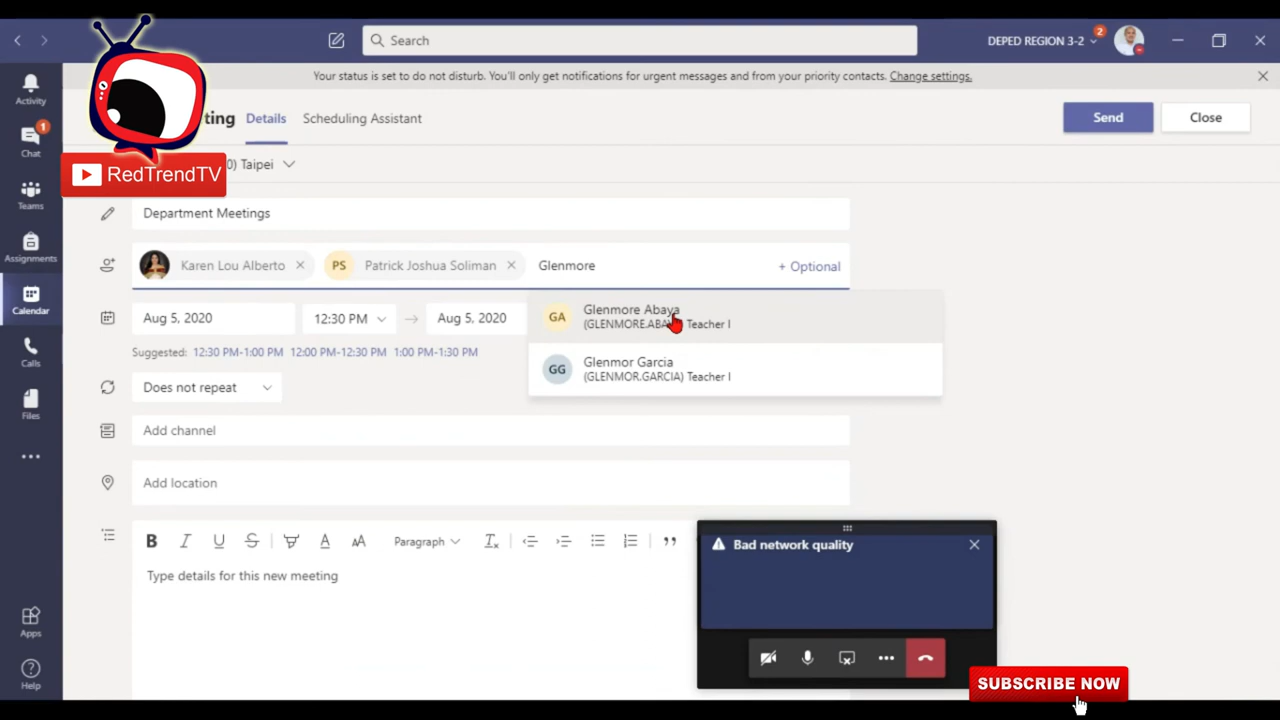 Search
DEPED REGION 3-2
2
Your status is set to do not disturb. You'll only get notifications for urgent messages and from your priority contacts. Change settings.
Activity
ting
Details
Scheduling Assistant
Send
Close
1
Chat
0) Taipei
RedTrendTV
Teams
Department Meetings
Assignments
Karen Lou Alberto
PS
Patrick Joshua Soliman
Glenmore
+ Optional
Calendar
Aug 5, 2020
12:30 PM
Aug 5, 2020
GA
Glenmore Abaya
Teacher I
Suggested: 12:30 PM-1:00 PM 12:00 PM-12:30 PM 1:00 PM-1:30 PM
Calls
GG
Glenmor Garcia
(GLENMOR.GARCIA) Teacher I
Does not repeat
Files
Add channel
Add location
B I U S A AA Paragraph
Bad network quality
Type details for this new meeting
Apps
Help
SUBSCRIBE NOW